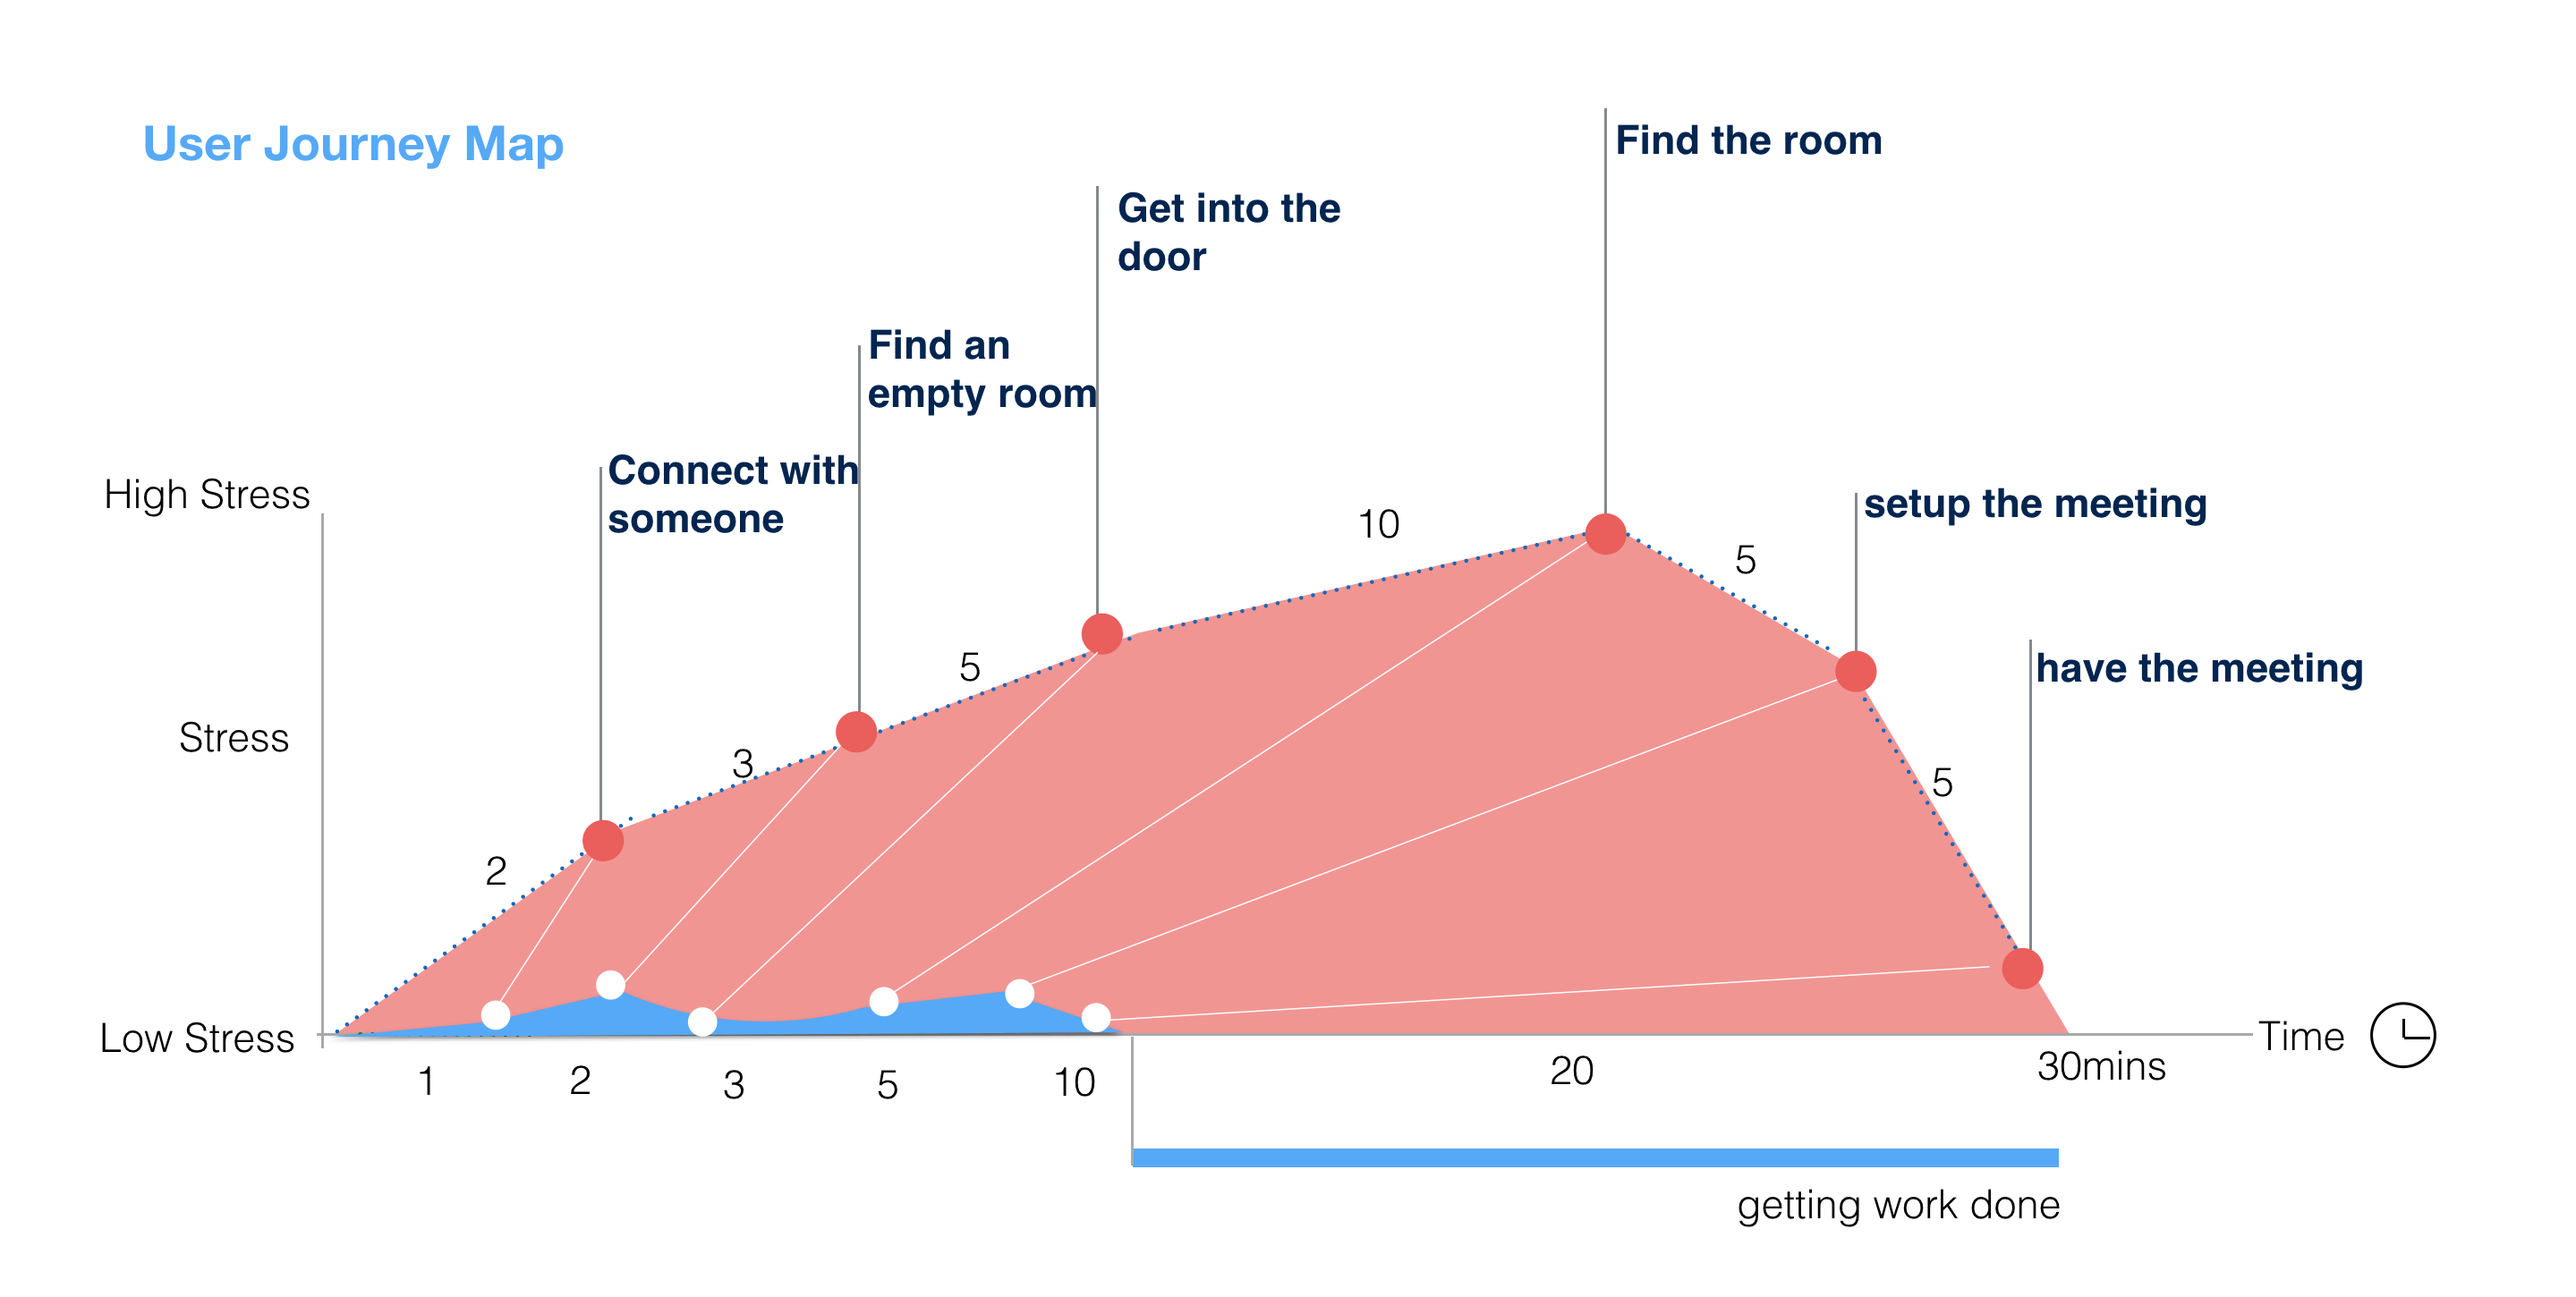 User Journey Map
Find the room
Get into the
door
Find an
empty room
Connect with
someone
High Stress
10
setup the meeting
5
5
have the meeting
Stress
3
5
2
Low Stress
Time
1
2
3
5
10
20
30mins
getting work done